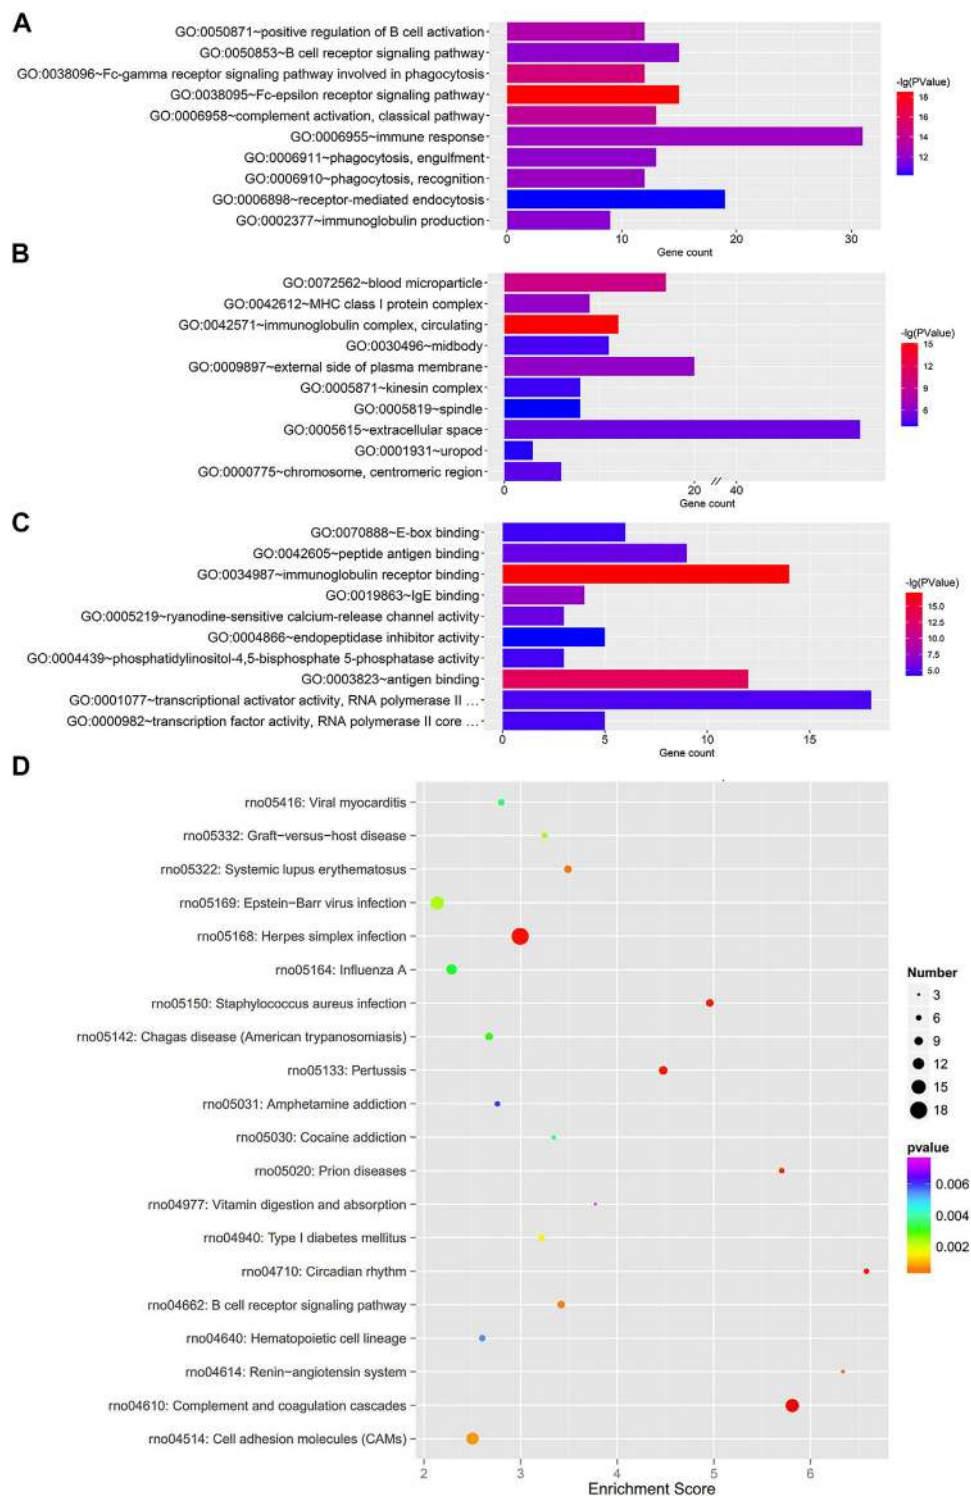 A
GO:0050871~positive regulation of B cell activation
GO:0050853~B cell receptor signaling pathway
GO:0038096~Fc-gamma receptor signaling pathway involved in phagocytosis
GO:0038095~Fc-epsilon receptor signaling pathway
GO:0006958~complement activation, classical pathway
GO:0006955~immune response
GO:0006911~phagocytosis, engulfment
GO:0006910~phagocytosis, recognition
GO:0006898~receptor-mediated endocytosis
GO:0002377~immunoglobulin production
0 10 20 30
Gene count
-lg(PValue)
18
16
14
12
B
GO:0072562~blood microparticle
GO:0042612~MHC class I protein complex
GO:0042571~immunoglobulin complex, circulating
GO:0030496~midbody
GO:0009897~external side of plasma membrane
GO:0005871~kinesin complex
GO:0005819~spindle
GO:0005615~extracellular space
GO:0001931~uropod
GO:0000775~chromosome, centromeric region
0 20 // 40
Gene count
-lg(PValue)
15
12
9
6
C
GO:0070888~E-box binding
GO:0042605~peptide antigen binding
GO:0034987~immunoglobulin receptor binding
GO:0019863~IgE binding
GO:0005219~ryanodine-sensitive calcium-release channel activity
GO:0004866~endopeptidase inhibitor activity
GO:0004439~phosphatidylinositol-4,5-bisphosphate 5-phosphatase activity
GO:0003823~antigen binding
GO:0001077~transcriptional activator activity, RNA polymerase II ...
GO:0000982~transcription factor activity, RNA polymerase II core ...
0 5 10 15
Gene count
-lg(PValue)
15.0
12.5
10.0
7.5
5.0
D
rno05416: Viral myocarditis
rno05332: Graft−versus−host disease
rno05322: Systemic lupus erythematosus
rno05169: Epstein−Barr virus infection
rno05168: Herpes simplex infection
rno05164: Influenza A
rno05150: Staphylococcus aureus infection
rno05142: Chagas disease (American trypanosomiasis)
rno05133: Pertussis
rno05031: Amphetamine addiction
rno05030: Cocaine addiction
rno05020: Prion diseases
rno04977: Vitamin digestion and absorption
rno04940: Type I diabetes mellitus
rno04710: Circadian rhythm
rno04662: B cell receptor signaling pathway
rno04640: Hematopoietic cell lineage
rno04614: Renin−angiotensin system
rno04610: Complement and coagulation cascades
rno04514: Cell adhesion molecules (CAMs)
2 3 4 5 6
Enrichment Score
Number
3
6
9
12
15
18
pvalue
0.006
0.004
0.002